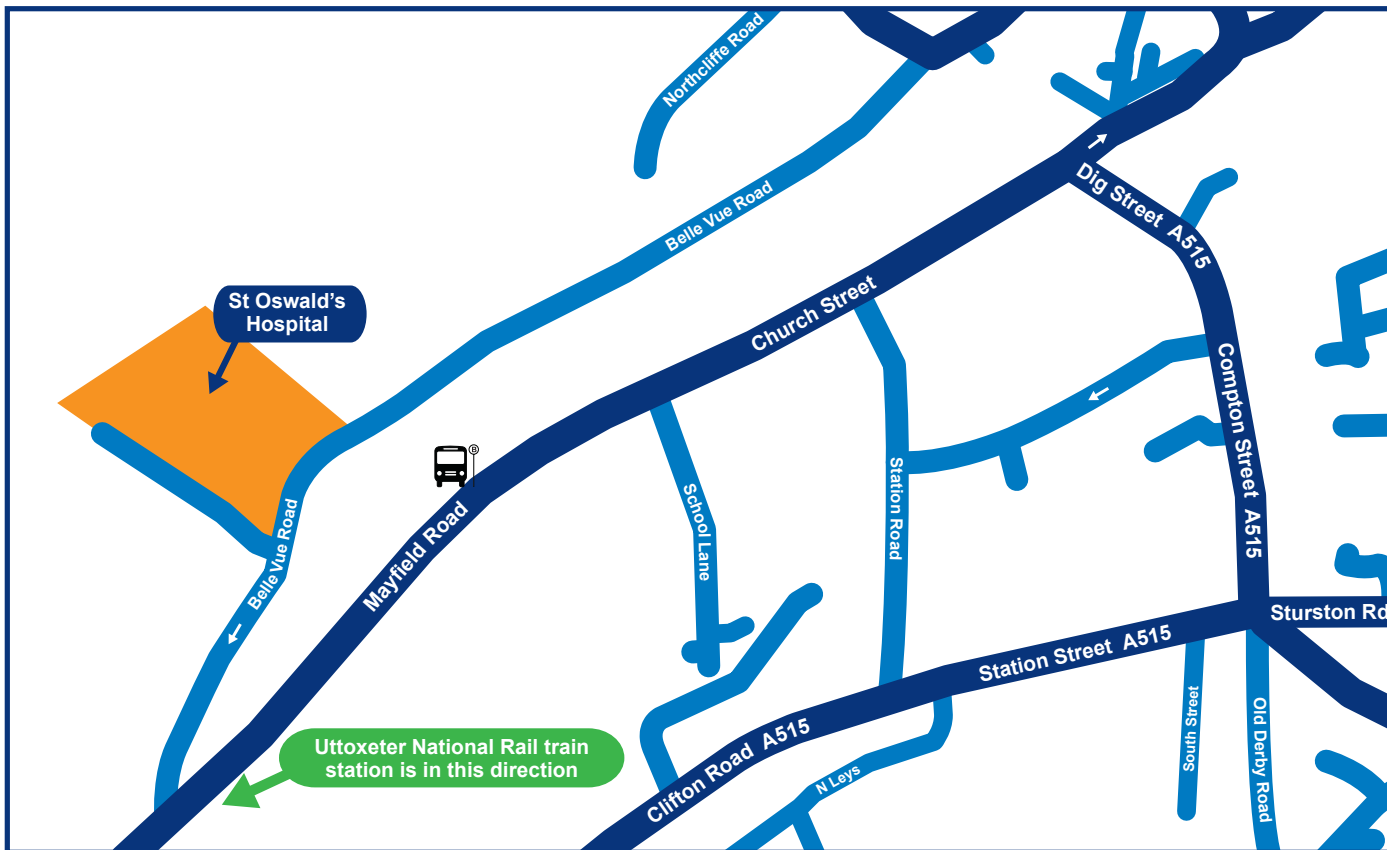 Northcliffe Road
Belle Vue Road
Dig Street A515
St Oswald's
Hospital
Church Street
Compton Street A515
B
School Lane
Station Road
Belle Vue Road
Mayfield Road
Sturston Rd
Station Street A515
South Street
Old Derby Road
Uttoxeter National Rail train
station is in this direction
Clifton Road A515
N Leys